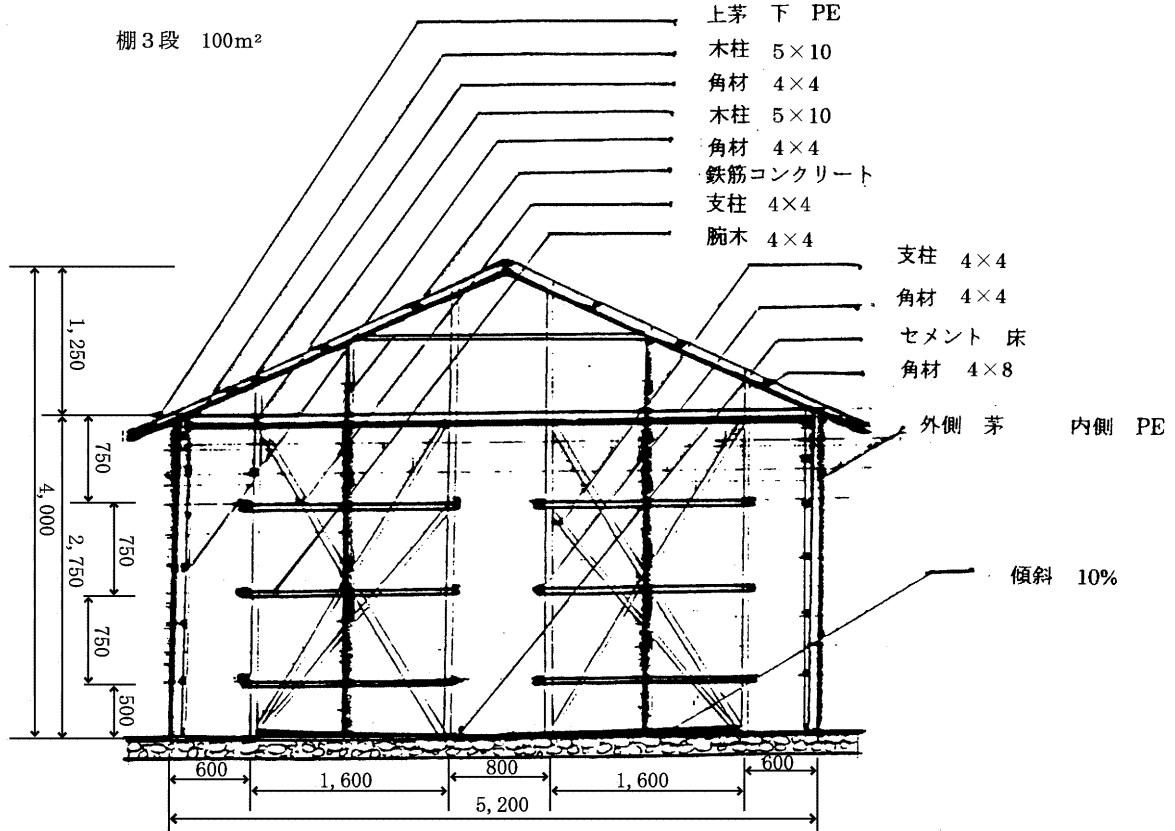 棚3段 100m²
上茅 下 PE
木柱 5×10
角材 4×4
木柱 5×10
角材 4×4
鉄筋コンクリート
支柱 4×4
腕木 4×4
支柱 4×4
角材 4×4
セメント 床
角材 4×8
外側 茅 内側 PE
傾斜 10%
1,250
4,000
750
2,750
750
750
500
600
1,600
800
1,600
600
5,200